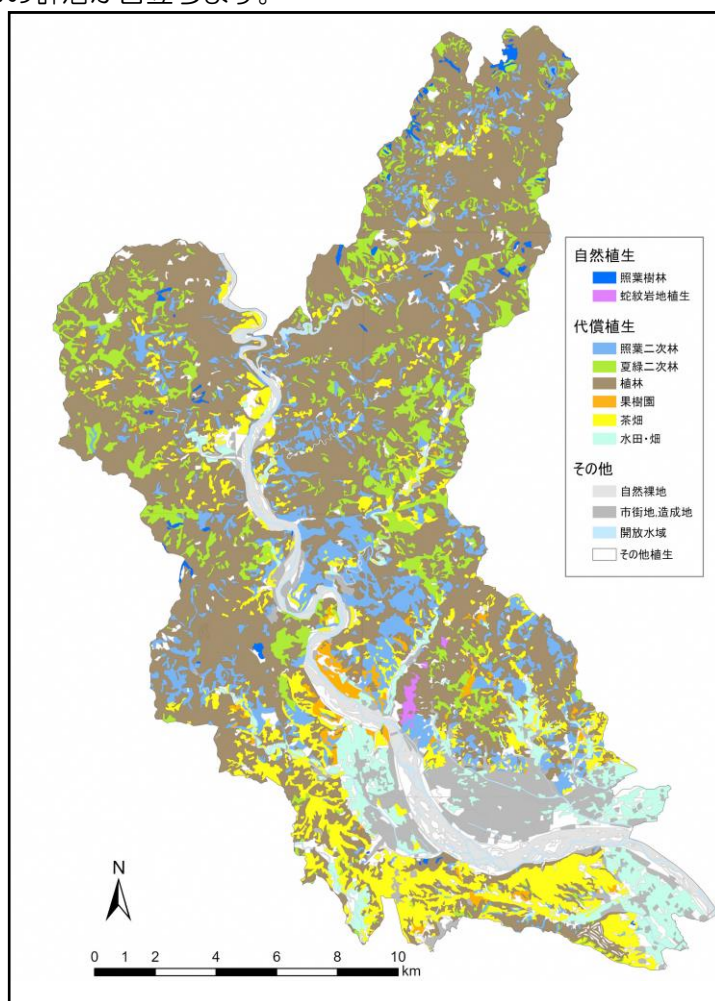 自然植生
照葉樹林
蛇紋岩地植生
代償植生
照葉二次林
夏緑二次林
植林
果樹園
茶畑
水田・畑
その他
自然裸地
市街地,造成地
開放水域
その他植生
N
0 1 2 4 6 8 10
km